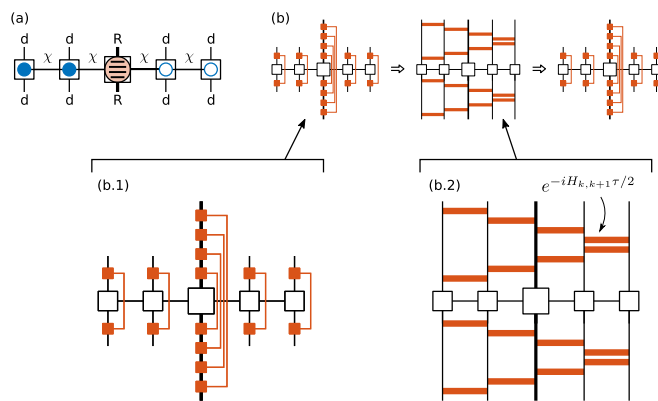 (a)
d d R d d
χ χ χ χ
d d R d d
(b)
⇒ ⇒
(b.1)
(b.2)
e^{-iH_{k,k+1}τ/2}